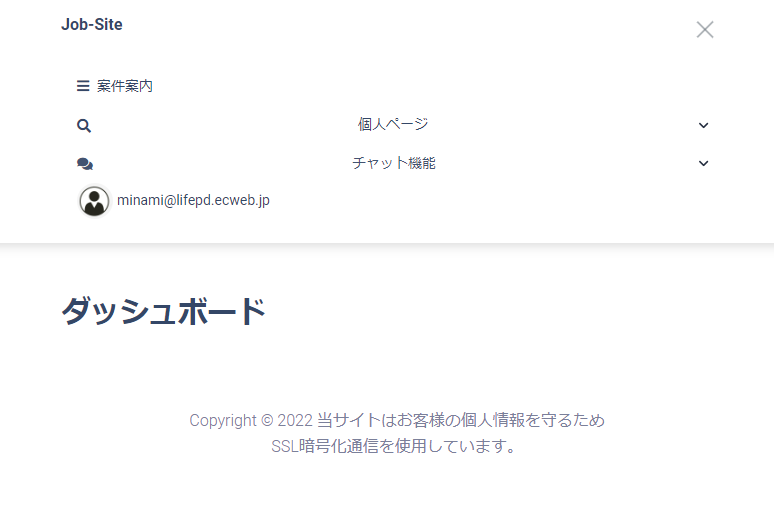 Job-Site
案件案内
個人ページ
チャット機能
minami@lifepd.ecweb.jp
ダッシュボード
Copyright © 2022 当サイトはお客様の個人情報を守るため
SSL暗号化通信を使用しています。